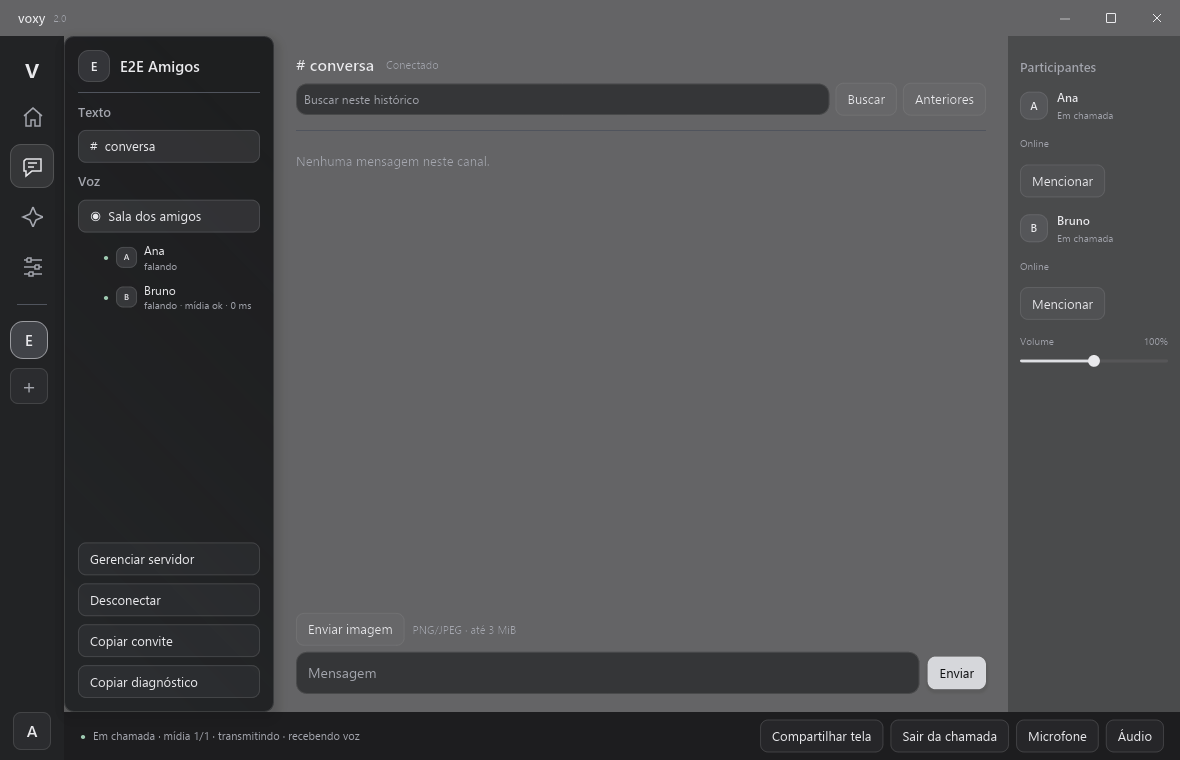 voxy 2.0
V
E
+
A
E E2E Amigos
Texto
# conversa
Voz
Sala dos amigos
A Ana
falando
B Bruno
falando · mídia ok · 0 ms
Gerenciar servidor
Desconectar
Copiar convite
Copiar diagnóstico
# conversa Conectado
Buscar neste histórico Buscar Anteriores
Nenhuma mensagem neste canal.
Enviar imagem PNG/JPEG · até 3 MiB
Mensagem Enviar
Participantes
A Ana
Em chamada
Online
Mencionar
B Bruno
Em chamada
Online
Mencionar
Volume 100%
Em chamada · mídia 1/1 · transmitindo · recebendo voz
Compartilhar tela Sair da chamada Microfone Áudio